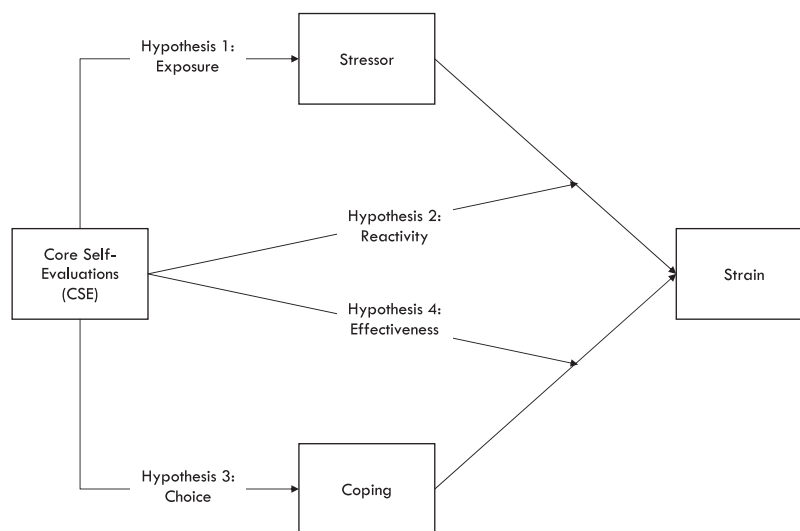 Hypothesis 1:
Exposure
Stressor
Hypothesis 2:
Reactivity
Core Self-
Evaluations
(CSE)
Strain
Hypothesis 4:
Effectiveness
Hypothesis 3:
Choice
Coping